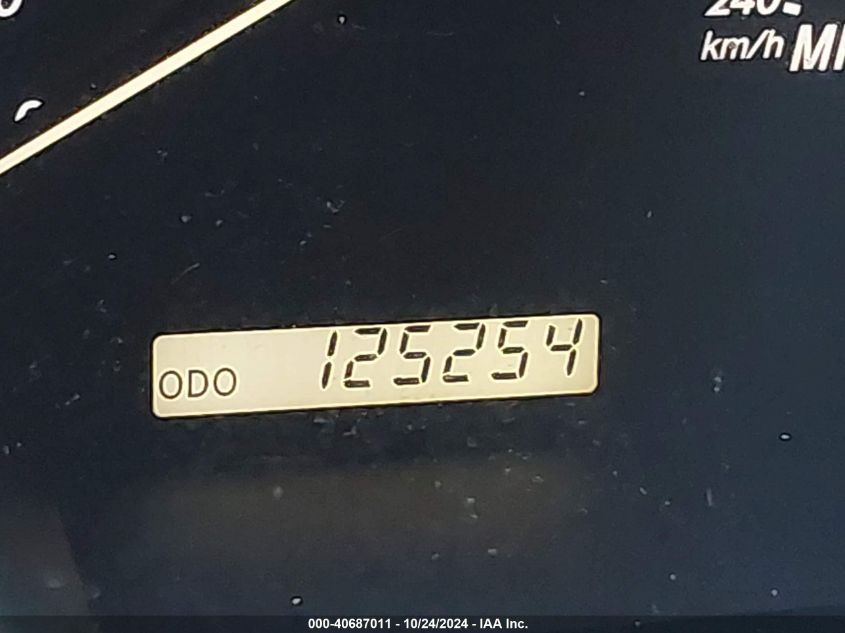 240
km/h
ODO 125254
000-40687011 - 10/24/2024 - IAA Inc.